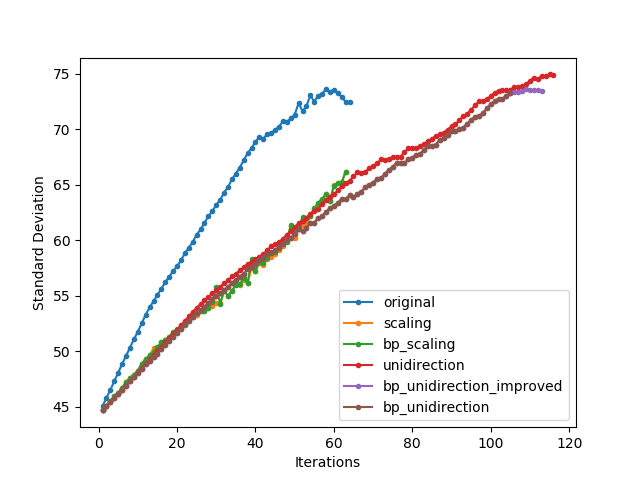 75
70
65
60
55
50
45
Standard Deviation
original
scaling
bp_scaling
unidirection
bp_unidirection_improved
bp_unidirection
0 20 40 60 80 100 120
Iterations